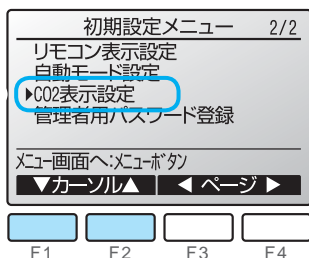 初期設定メニュー 2/2
リモコン表示設定
自動モード設定
▶CO2表示設定
管理者用パスワード登録
メニュー画面へ:メニューボタン
▼カーソル▲ ◀ ページ ▶
F1 F2 F3 F4